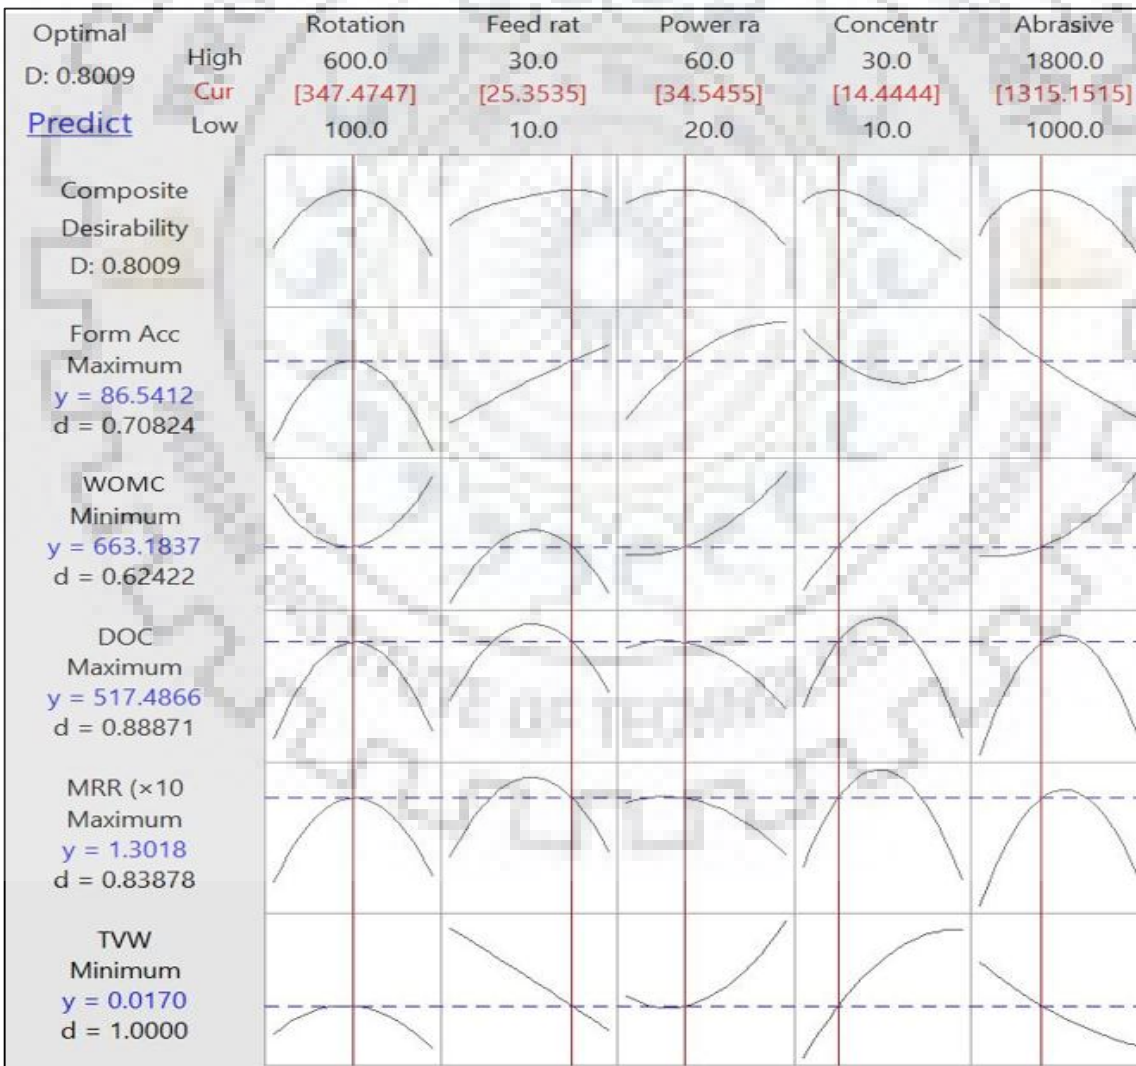 Optimal
D: 0.8009
Predict
High
Cur
Low
Rotation
600.0
[347.4747]
100.0
Feed rat
30.0
[25.3535]
10.0
Power ra
60.0
[34.5455]
20.0
Concentr
30.0
[14.4444]
10.0
Abrasive
1800.0
[1315.1515]
1000.0
Composite
Desirability
D: 0.8009
Form Acc
Maximum
y = 86.5412
d = 0.70824
WOMC
Minimum
y = 663.1837
d = 0.62422
DOC
Maximum
y = 517.4866
d = 0.88871
MRR (×10
Maximum
y = 1.3018
d = 0.83878
TVW
Minimum
y = 0.0170
d = 1.0000